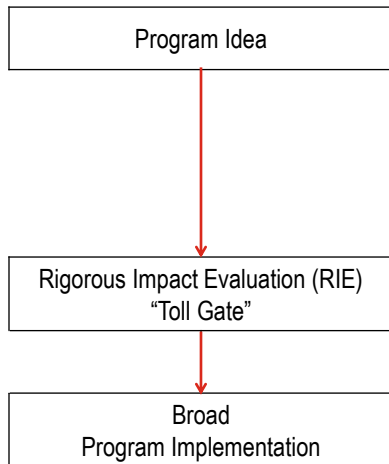 Program Idea
Rigorous Impact Evaluation (RIE)
“Toll Gate”
Broad
Program Implementation